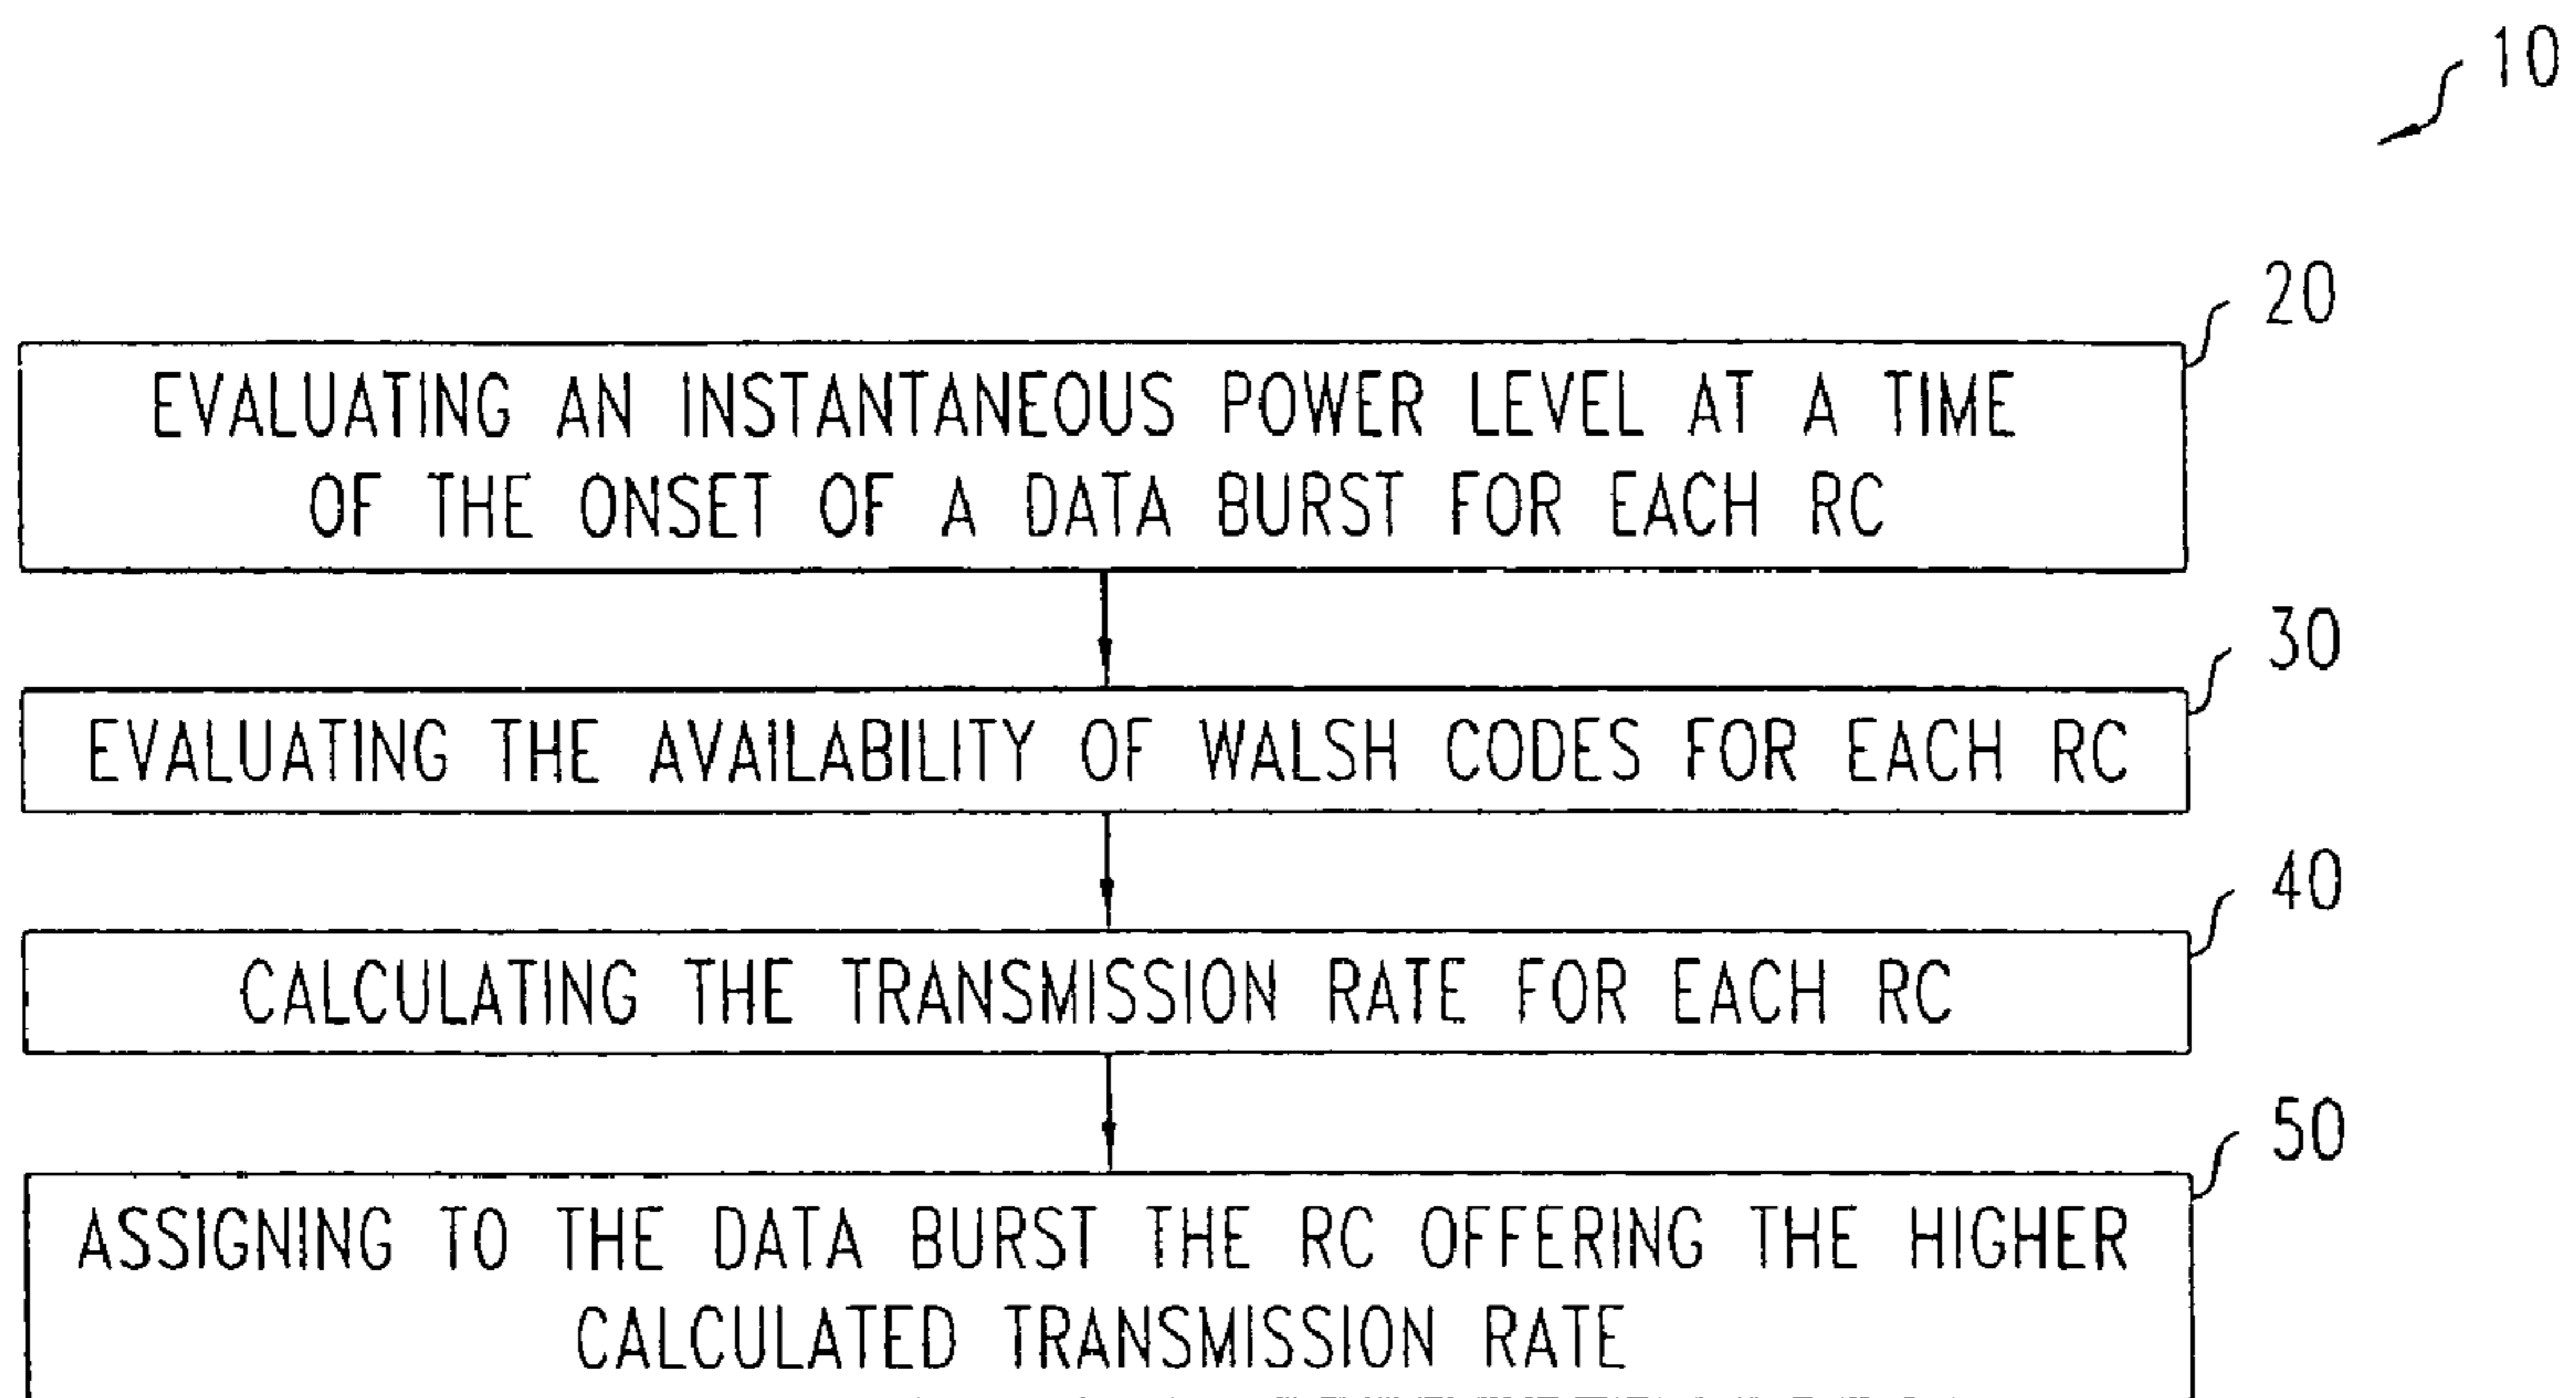 10
20
EVALUATING AN INSTANTANEOUS POWER LEVEL AT A TIME
OF THE ONSET OF A DATA BURST FOR EACH RC
30
EVALUATING THE AVAILABILITY OF WALSH CODES FOR EACH RC
40
CALCULATING THE TRANSMISSION RATE FOR EACH RC
50
ASSIGNING TO THE DATA BURST THE RC OFFERING THE HIGHER
CALCULATED TRANSMISSION RATE